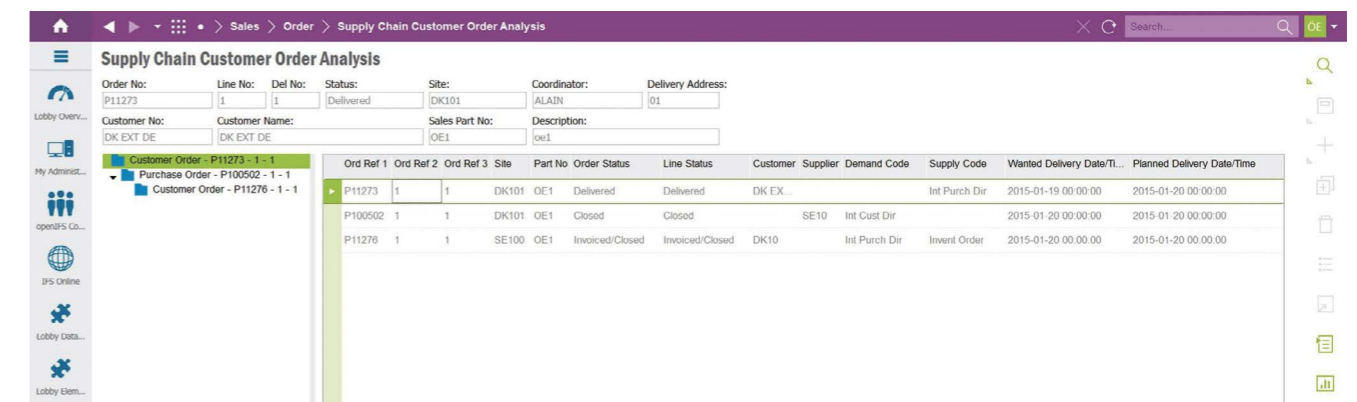 Sales > Order > Supply Chain Customer Order Analysis Search... ÖE
Supply Chain Customer Order Analysis
Order No: Line No: Del No: Status: Site: Coordinator: Delivery Address:
P11273 1 1 Delivered DK101 ALAIN 01
Customer No: Customer Name: Sales Part No: Description:
DK EXT DE DK EXT DE OE1 oe1
Lobby Overv...
My Administ...
openIFS Co...
IFS Online
Lobby Data...
Lobby Elem...
Customer Order - P11273 - 1 - 1
Purchase Order - P100502 - 1 - 1
Customer Order - P11276 - 1 - 1
Ord Ref 1 Ord Ref 2 Ord Ref 3 Site Part No Order Status Line Status Customer Supplier Demand Code Supply Code Wanted Delivery Date/Ti... Planned Delivery Date/Time
P11273 1 1 DK101 OE1 Delivered Delivered DK EX... Int Purch Dir 2015-01-19 00:00:00 2015-01-20 00:00:00
P100502 1 1 DK101 OE1 Closed Closed SE10 Int Cust Dir 2015-01-20 00:00:00 2015-01-20 00:00:00
P11276 1 1 SE100 OE1 Invoiced/Closed Invoiced/Closed DK10 Int Purch Dir Invent Order 2015-01-20 00:00:00 2015-01-20 00:00:00